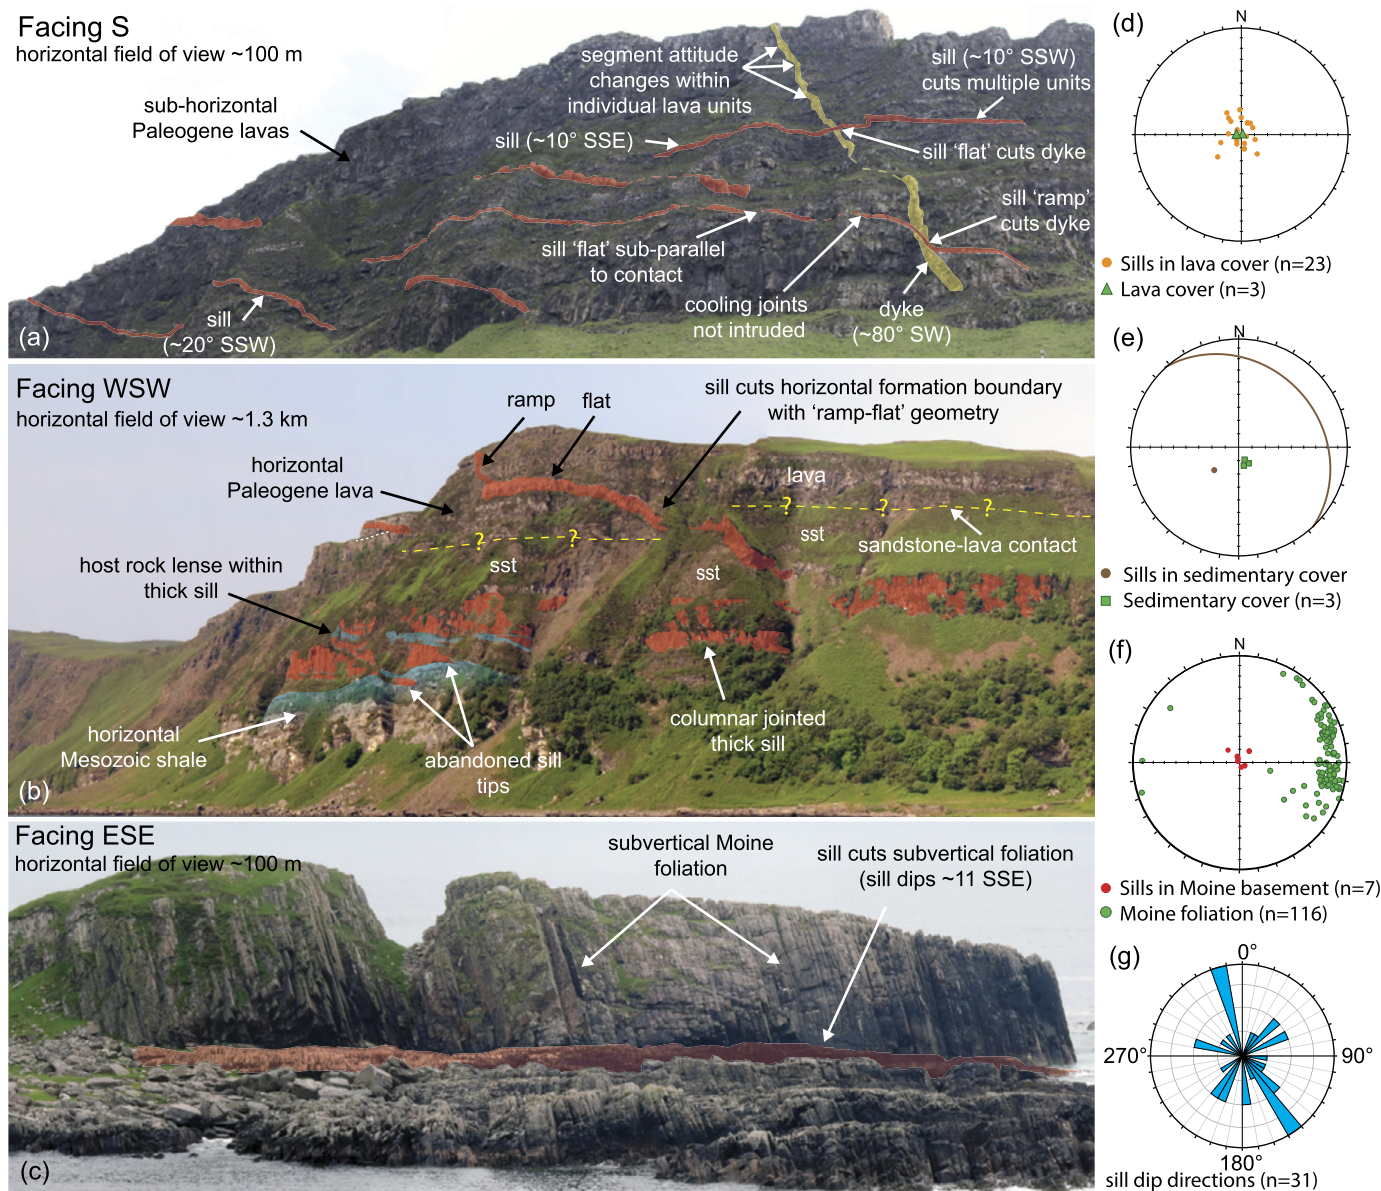 Facing S
horizontal field of view ~100 m
sub-horizontal
Paleogene lavas
segment attitude
changes within
individual lava units
sill (~10° SSW)
cuts multiple units
sill (~10° SSE)
sill ‘flat’ cuts dyke
sill ‘ramp’
cuts dyke
sill ‘flat’ sub-parallel
to contact
cooling joints
not intruded
dyke
(~80° SW)
sill
(~20° SSW)
(a)
Facing WSW
horizontal field of view ~1.3 km
ramp
flat
sill cuts horizontal formation boundary
with ‘ramp-flat’ geometry
horizontal
Paleogene lava
lava
? ? ?
sst
sandstone-lava contact
? ?
sst
sst
host rock lense within
thick sill
columnar jointed
thick sill
horizontal
Mesozoic shale
abandoned sill
tips
(b)
Facing ESE
horizontal field of view ~100 m
subvertical Moine
foliation
sill cuts subvertical foliation
(sill dips ~11 SSE)
(c)
(d)
N
Sills in lava cover (n=23)
Lava cover (n=3)
(e)
N
Sills in sedimentary cover
Sedimentary cover (n=3)
(f)
N
Sills in Moine basement (n=7)
Moine foliation (n=116)
(g)
0°
270°
90°
180°
sill dip directions (n=31)